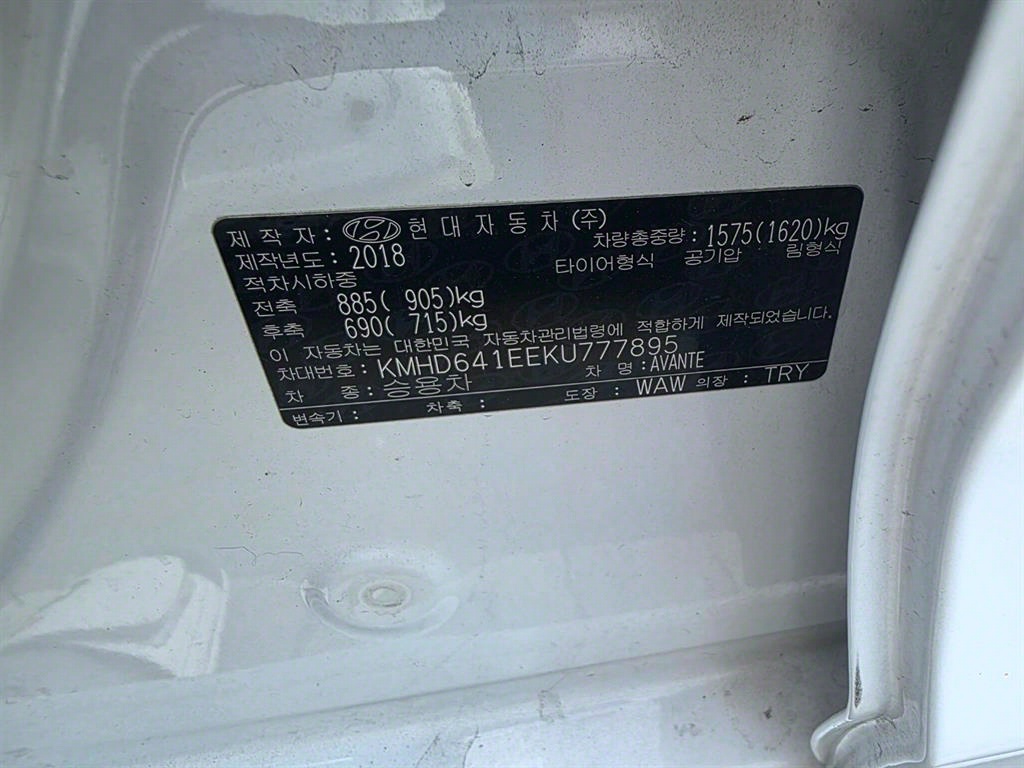 제 작 자 : 현 대 자 동 차 (주) 차량총중량 : 1575(1620)kg
제작년도 : 2018 타이어형식 공기압 림형식
적차시하중
전축 885( 905)kg
후축 690( 715)kg
이 자동차는 대한민국 자동차관리법령에 적합하게 제작되었습니다.
차대번호 : KMHD641EEKU777895
차 종 : 승용차 차 명 : AVANTE
변속기 : 차축 : 도장 : WAW 의장 : TRY